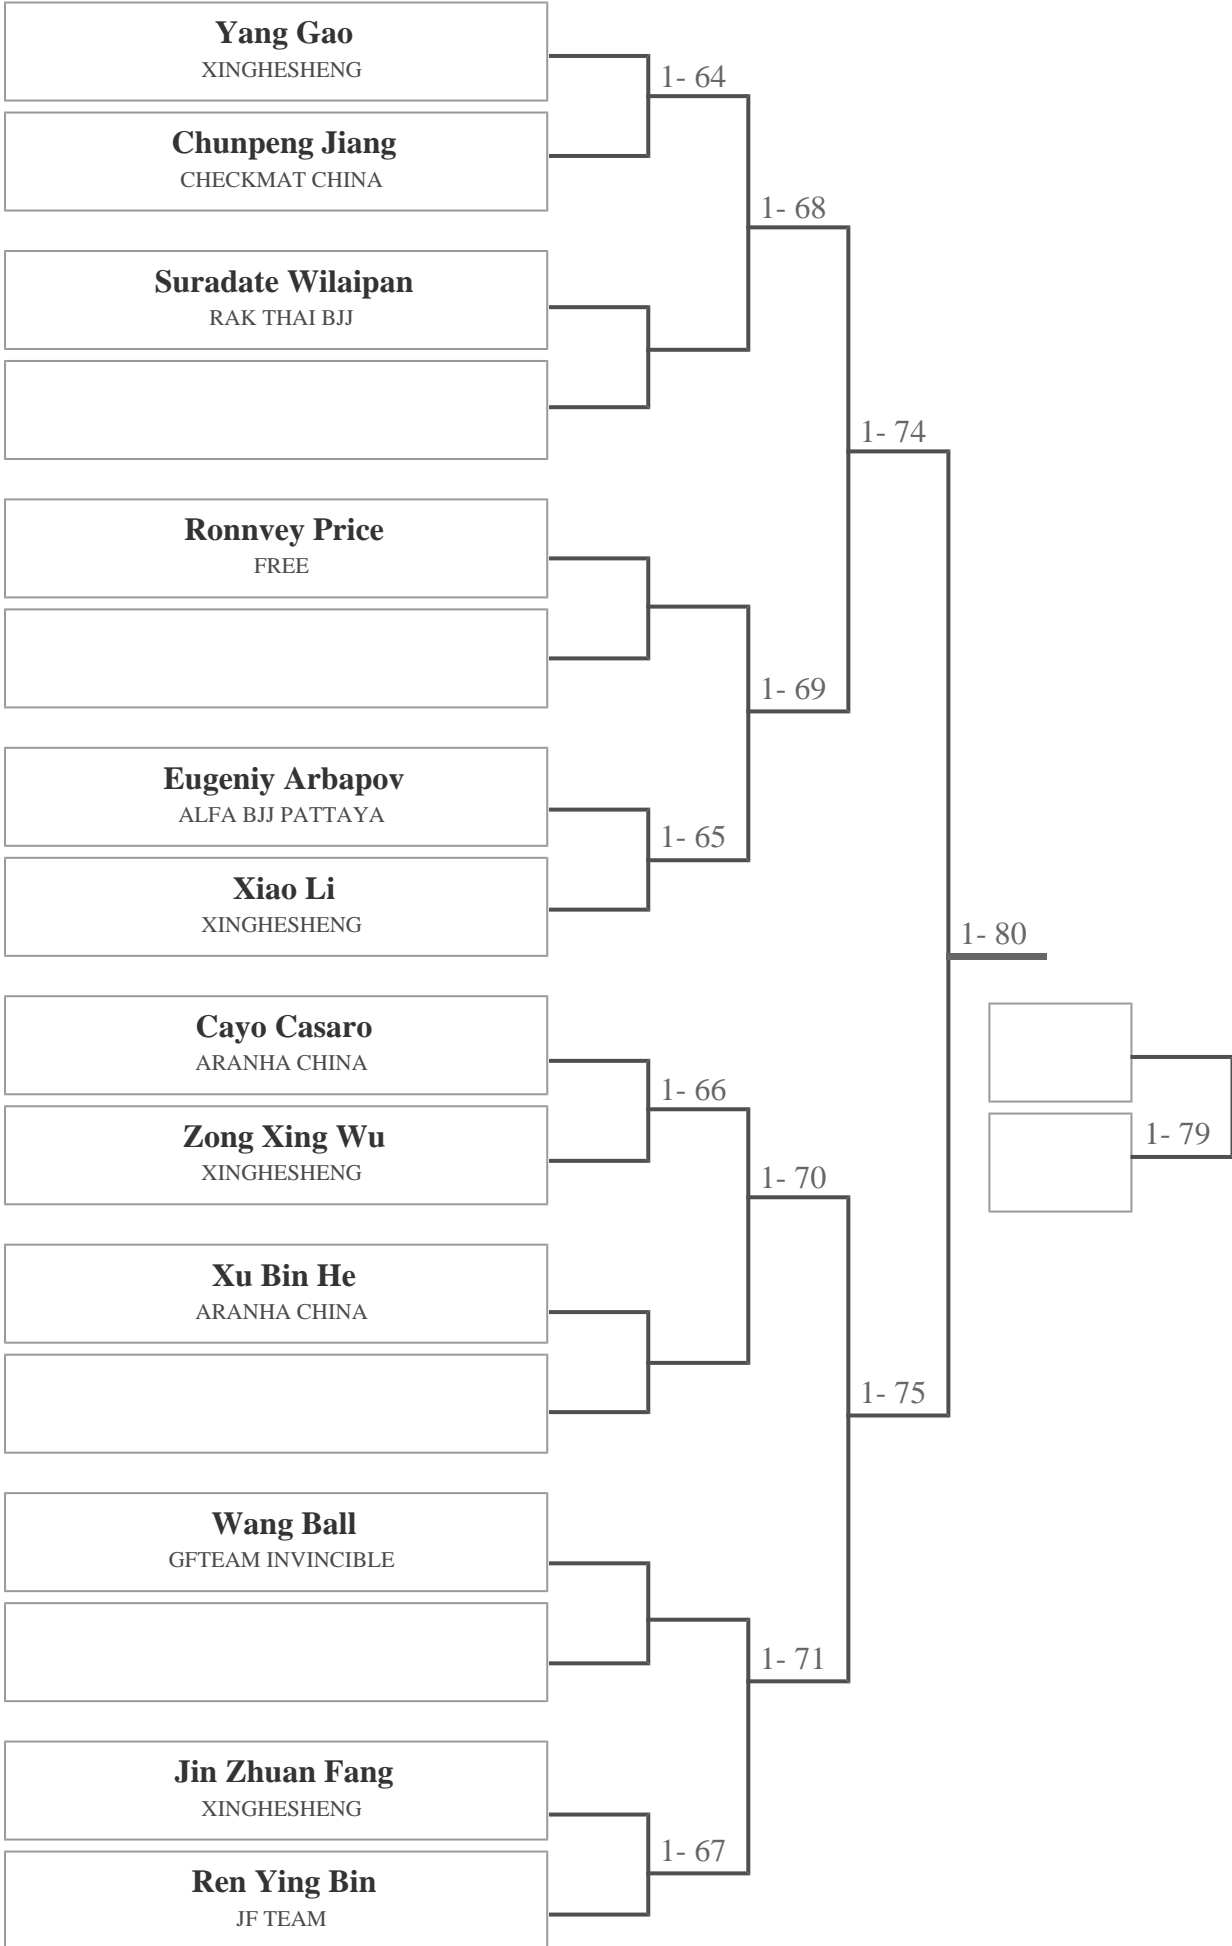 Yang Gao
XINGHESHENG
1- 64
Chunpeng Jiang
CHECKMAT CHINA
1- 68
Suradate Wilaipan
RAK THAI BJJ
1- 74
Ronnvey Price
FREE
1- 69
Eugeniy Arbapov
ALFA BJJ PATTAYA
1- 65
Xiao Li
XINGHESHENG
1- 80
Cayo Casaro
ARANHA CHINA
1- 66
Zong Xing Wu
XINGHESHENG
1- 79
1- 70
Xu Bin He
ARANHA CHINA
1- 75
Wang Ball
GFTEAM INVINCIBLE
1- 71
Jin Zhuan Fang
XINGHESHENG
1- 67
Ren Ying Bin
JF TEAM